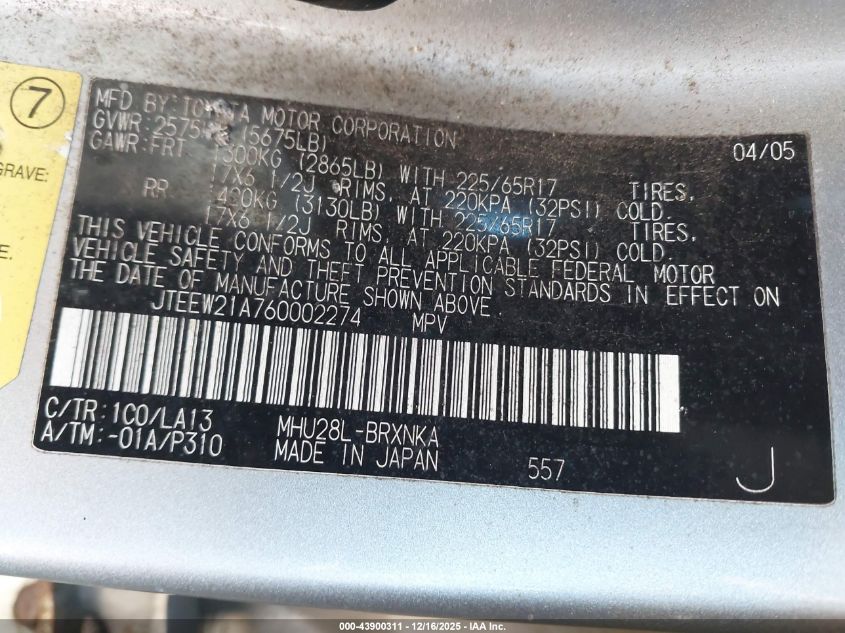 7
GRAVE:
E.
MFD BY: TOYOTA MOTOR CORPORATION 04/05
GVWR: 2575KG (5675LB)
GAWR: FRT 1300KG (2865LB) WITH 225/65R17 TIRES,
17X6 1/2J RIMS, AT 220KPA (32PSI) COLD.
RR 1420KG (3130LB) WITH 225/65R17 TIRES,
17X6 1/2J RIMS, AT 220KPA (32PSI) COLD.
THIS VEHICLE CONFORMS TO ALL APPLICABLE FEDERAL MOTOR
VEHICLE SAFETY AND THEFT PREVENTION STANDARDS IN EFFECT ON
THE DATE OF MANUFACTURE SHOWN ABOVE
JTEEW21A760002274 MPV
C/TR: 1C0/LA13 MHU28L-BRXNKA
A/TM: -01A/P310 MADE IN JAPAN 557 J
000-43900311 - 12/16/2025 - IAA Inc.